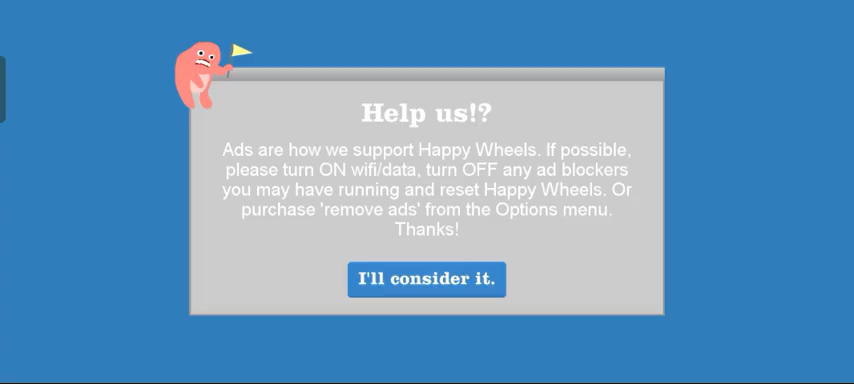 Help us!?
Ads are how we support Happy Wheels. If possible,
please turn ON wifi/data, turn OFF any ad blockers
you may have running and reset Happy Wheels. Or
purchase 'remove ads' from the Options menu.
Thanks!
I'll consider it.